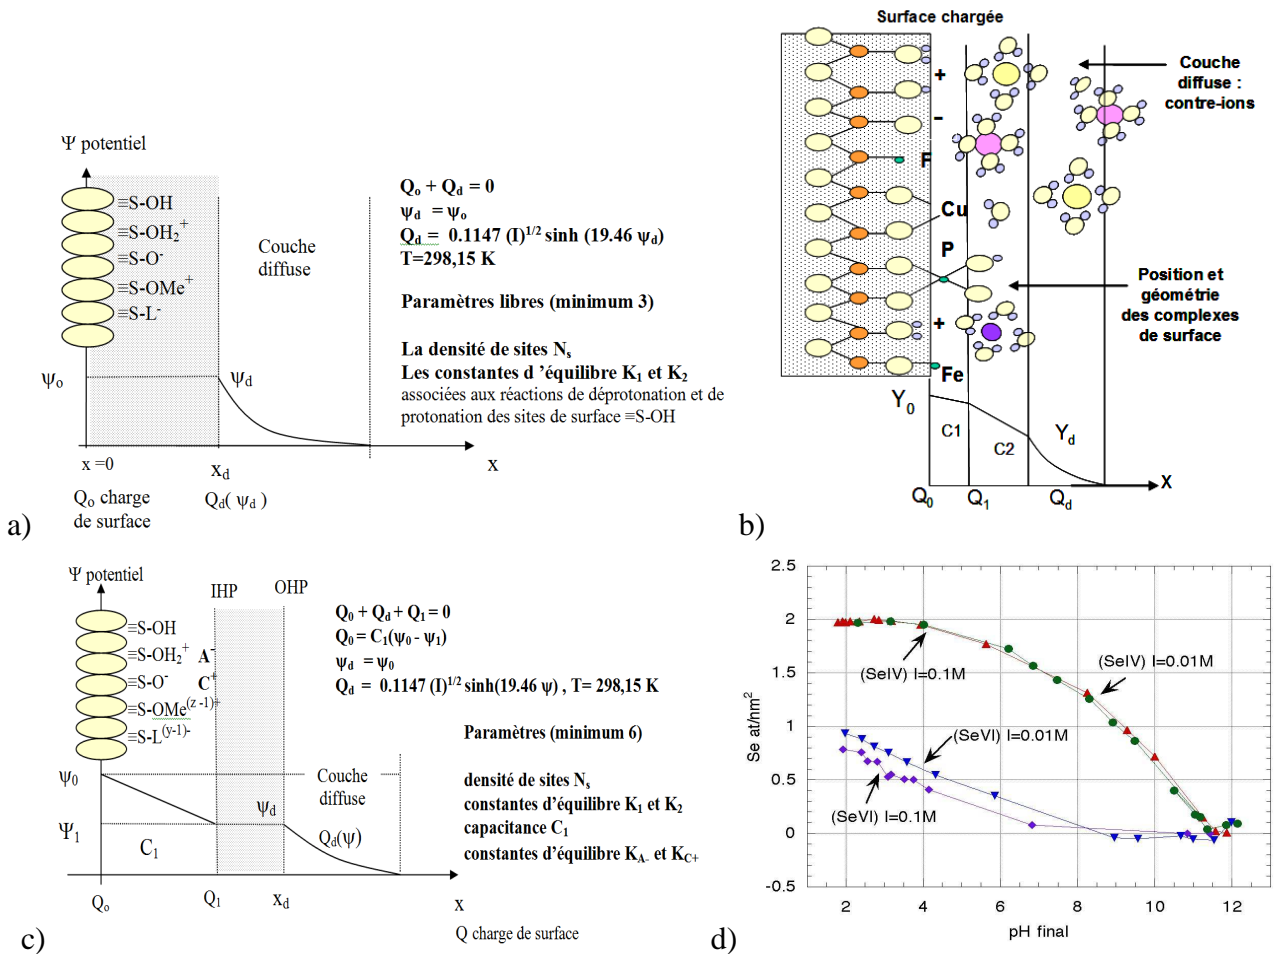 a)
Ψ potentiel
≡S-OH
≡S-OH₂⁺
≡S-O⁻
≡S-OMe⁺
≡S-L⁻
Couche
diffuse
Ψₒ
Ψd
x =0
xd
x
Qₒ charge
de surface
Qd( ψd )
Qₒ + Qd = 0
Ψd = Ψₒ
Qd = 0.1147 (I)^1/2 sinh (19.46 ψd)
T=298,15 K
Paramètres libres (minimum 3)
La densité de sites Ns
Les constantes d ’équilibre K₁ et K₂
associées aux réactions de déprotonation et de
protonation des sites de surface ≡S-OH
b)
Surface chargée
+
−
F
Cu
P
+
Fe
Couche
diffuse :
contre-ions
Position et
géométrie
des complexes
de surface
Y₀
C1
C2
Yd
X
Q₀
Q₁
Qd
c)
Ψ potentiel
IHP
OHP
≡S-OH
≡S-OH₂⁺ A⁻
≡S-O⁻ C⁺
≡S-OMe^(z -1)+
≡S-L^(y-1)-
Ψ₀
Couche
diffuse
Ψ₁
Ψd
C₁
Qd(ψ)
Qₒ
Q₁
xd
x
Q charge de surface
Q₀ + Qd + Q₁ = 0
Q₀ = C₁(ψ₀ - ψ₁)
Ψd = Ψ₀
Qd = 0.1147 (I)^1/2 sinh(19.46 ψ) , T= 298,15 K
Paramètres (minimum 6)
densité de sites Ns
constantes d’équilibre K₁ et K₂
capacitance C₁
constantes d’équilibre KA- et KC+
d)
Se at/nm²
2.5
2
1.5
1
0.5
0
-0.5
(SeIV) I=0.1M
(SeIV) I=0.01M
(SeVI) I=0.01M
(SeVI) I=0.1M
2 4 6 8 10 12
pH final